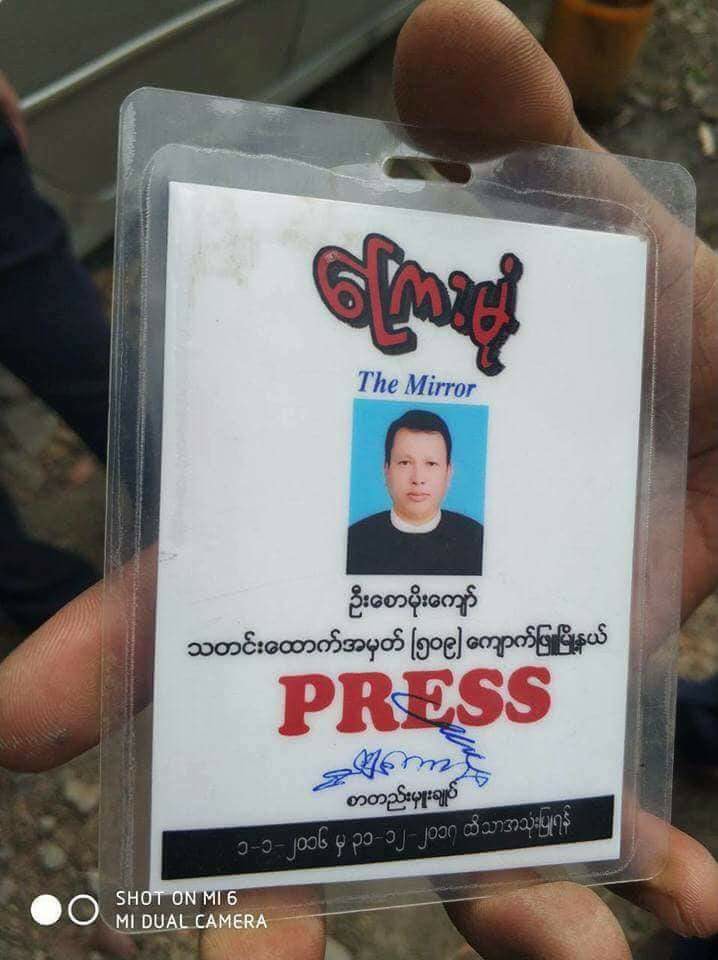 ကြေးမုံ
The Mirror
ဦးစောမိုးကျော်
သတင်းထောက်အမှတ် [၅၀၉] ကျောက်ဖြူမြို့နယ်
PRESS
စာတည်းမှူးချုပ်
၁-၁-၂၀၁၆ မှ ၃၁-၁၂-၂၀၁၇ ထိသာအသုံးပြုရန်
SHOT ON MI 6
MI DUAL CAMERA